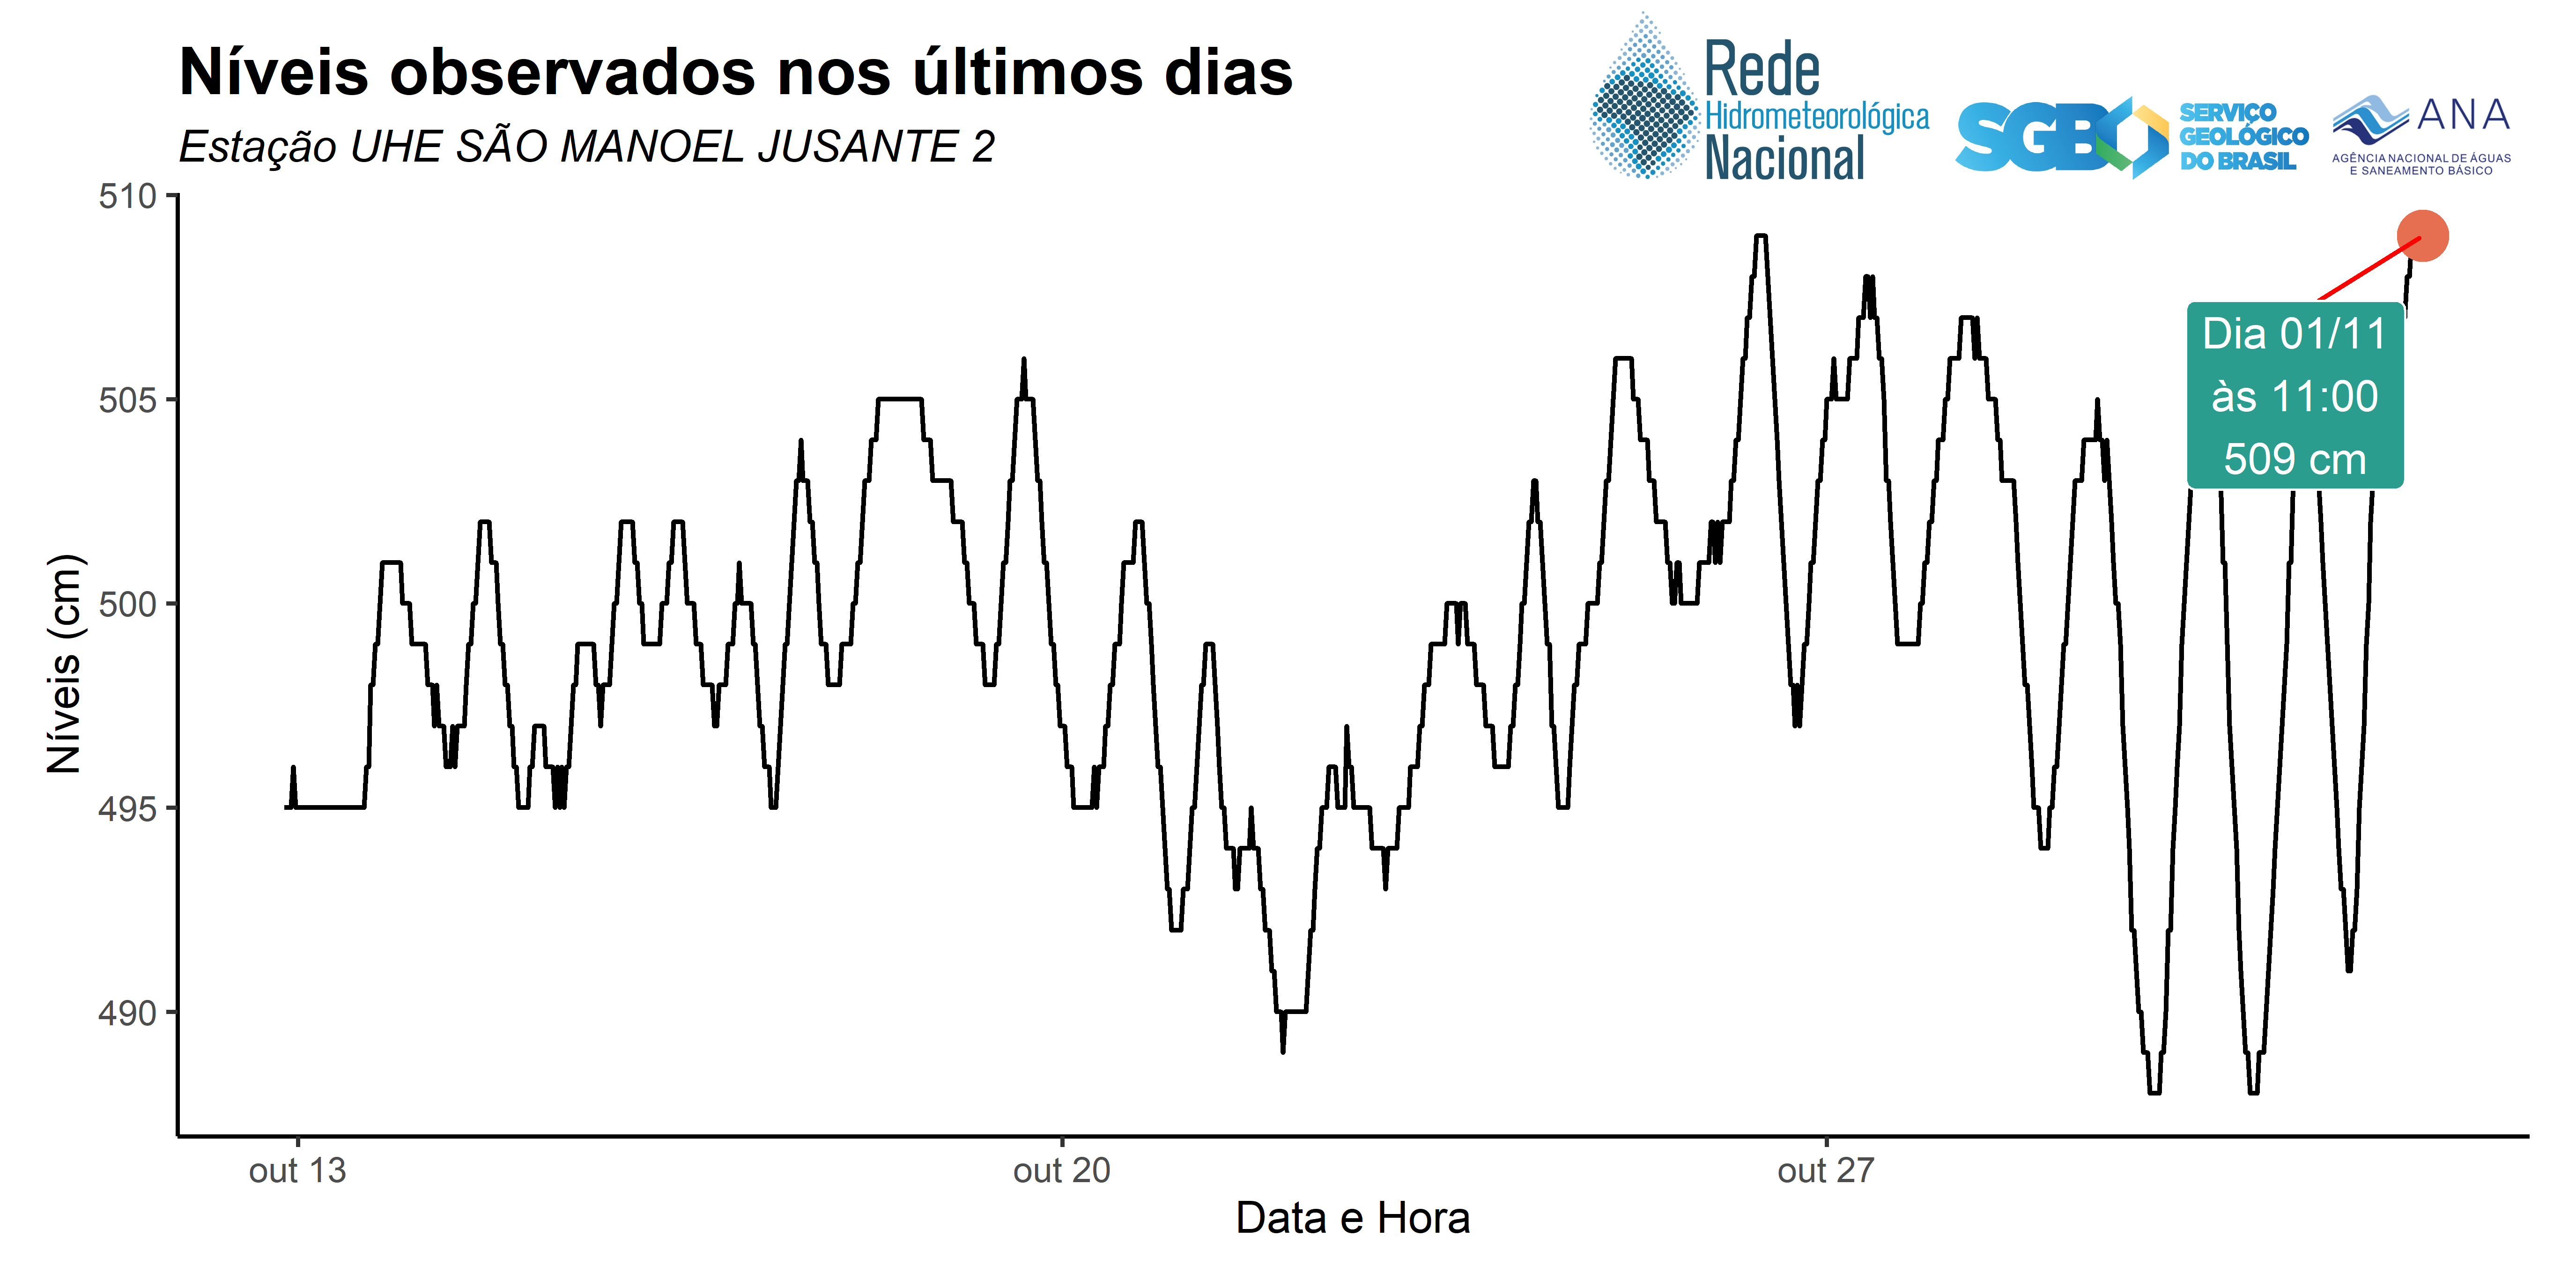 Níveis observados nos últimos dias
Estação UHE SÃO MANOEL JUSANTE 2
Rede
Hidrometeorológica
Nacional
SGB
SERVIÇO
GEOLÓGICO
DO BRASIL
ANA
AGÊNCIA NACIONAL DE ÁGUAS
E SANEAMENTO BÁSICO
510
505
500
495
490
Níveis (cm)
Dia 01/11
às 11:00
509 cm
out 13
out 20
out 27
Data e Hora